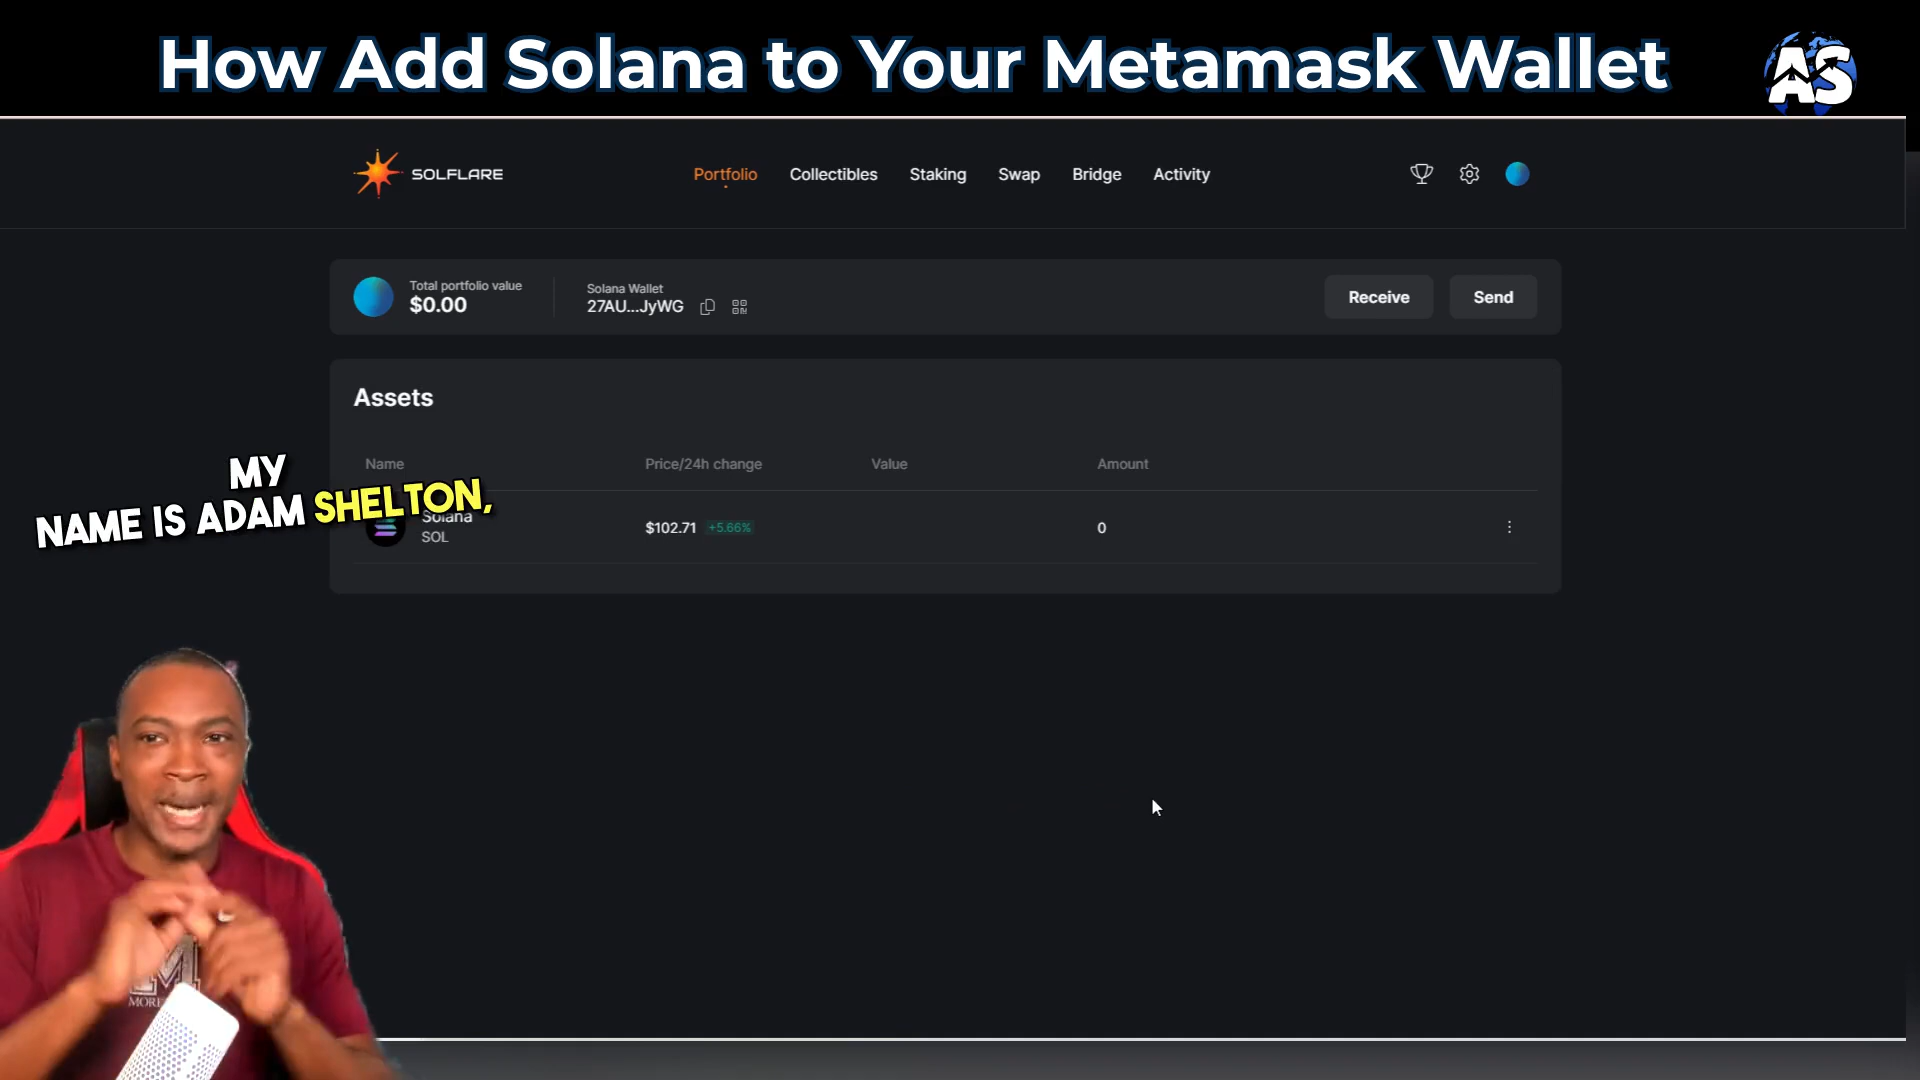 How Add Solana to Your Metamask Wallet
AS
SOLFLARE
Portfolio Collectibles Staking Swap Bridge Activity
Total portfolio value
$0.00
Solana Wallet
27AU...JyWG
Receive Send
Assets
Name Price/24h change Value Amount
MY
NAME IS ADAM SHELTON,
Solana
SOL
$102.71 +5.66% 0
M